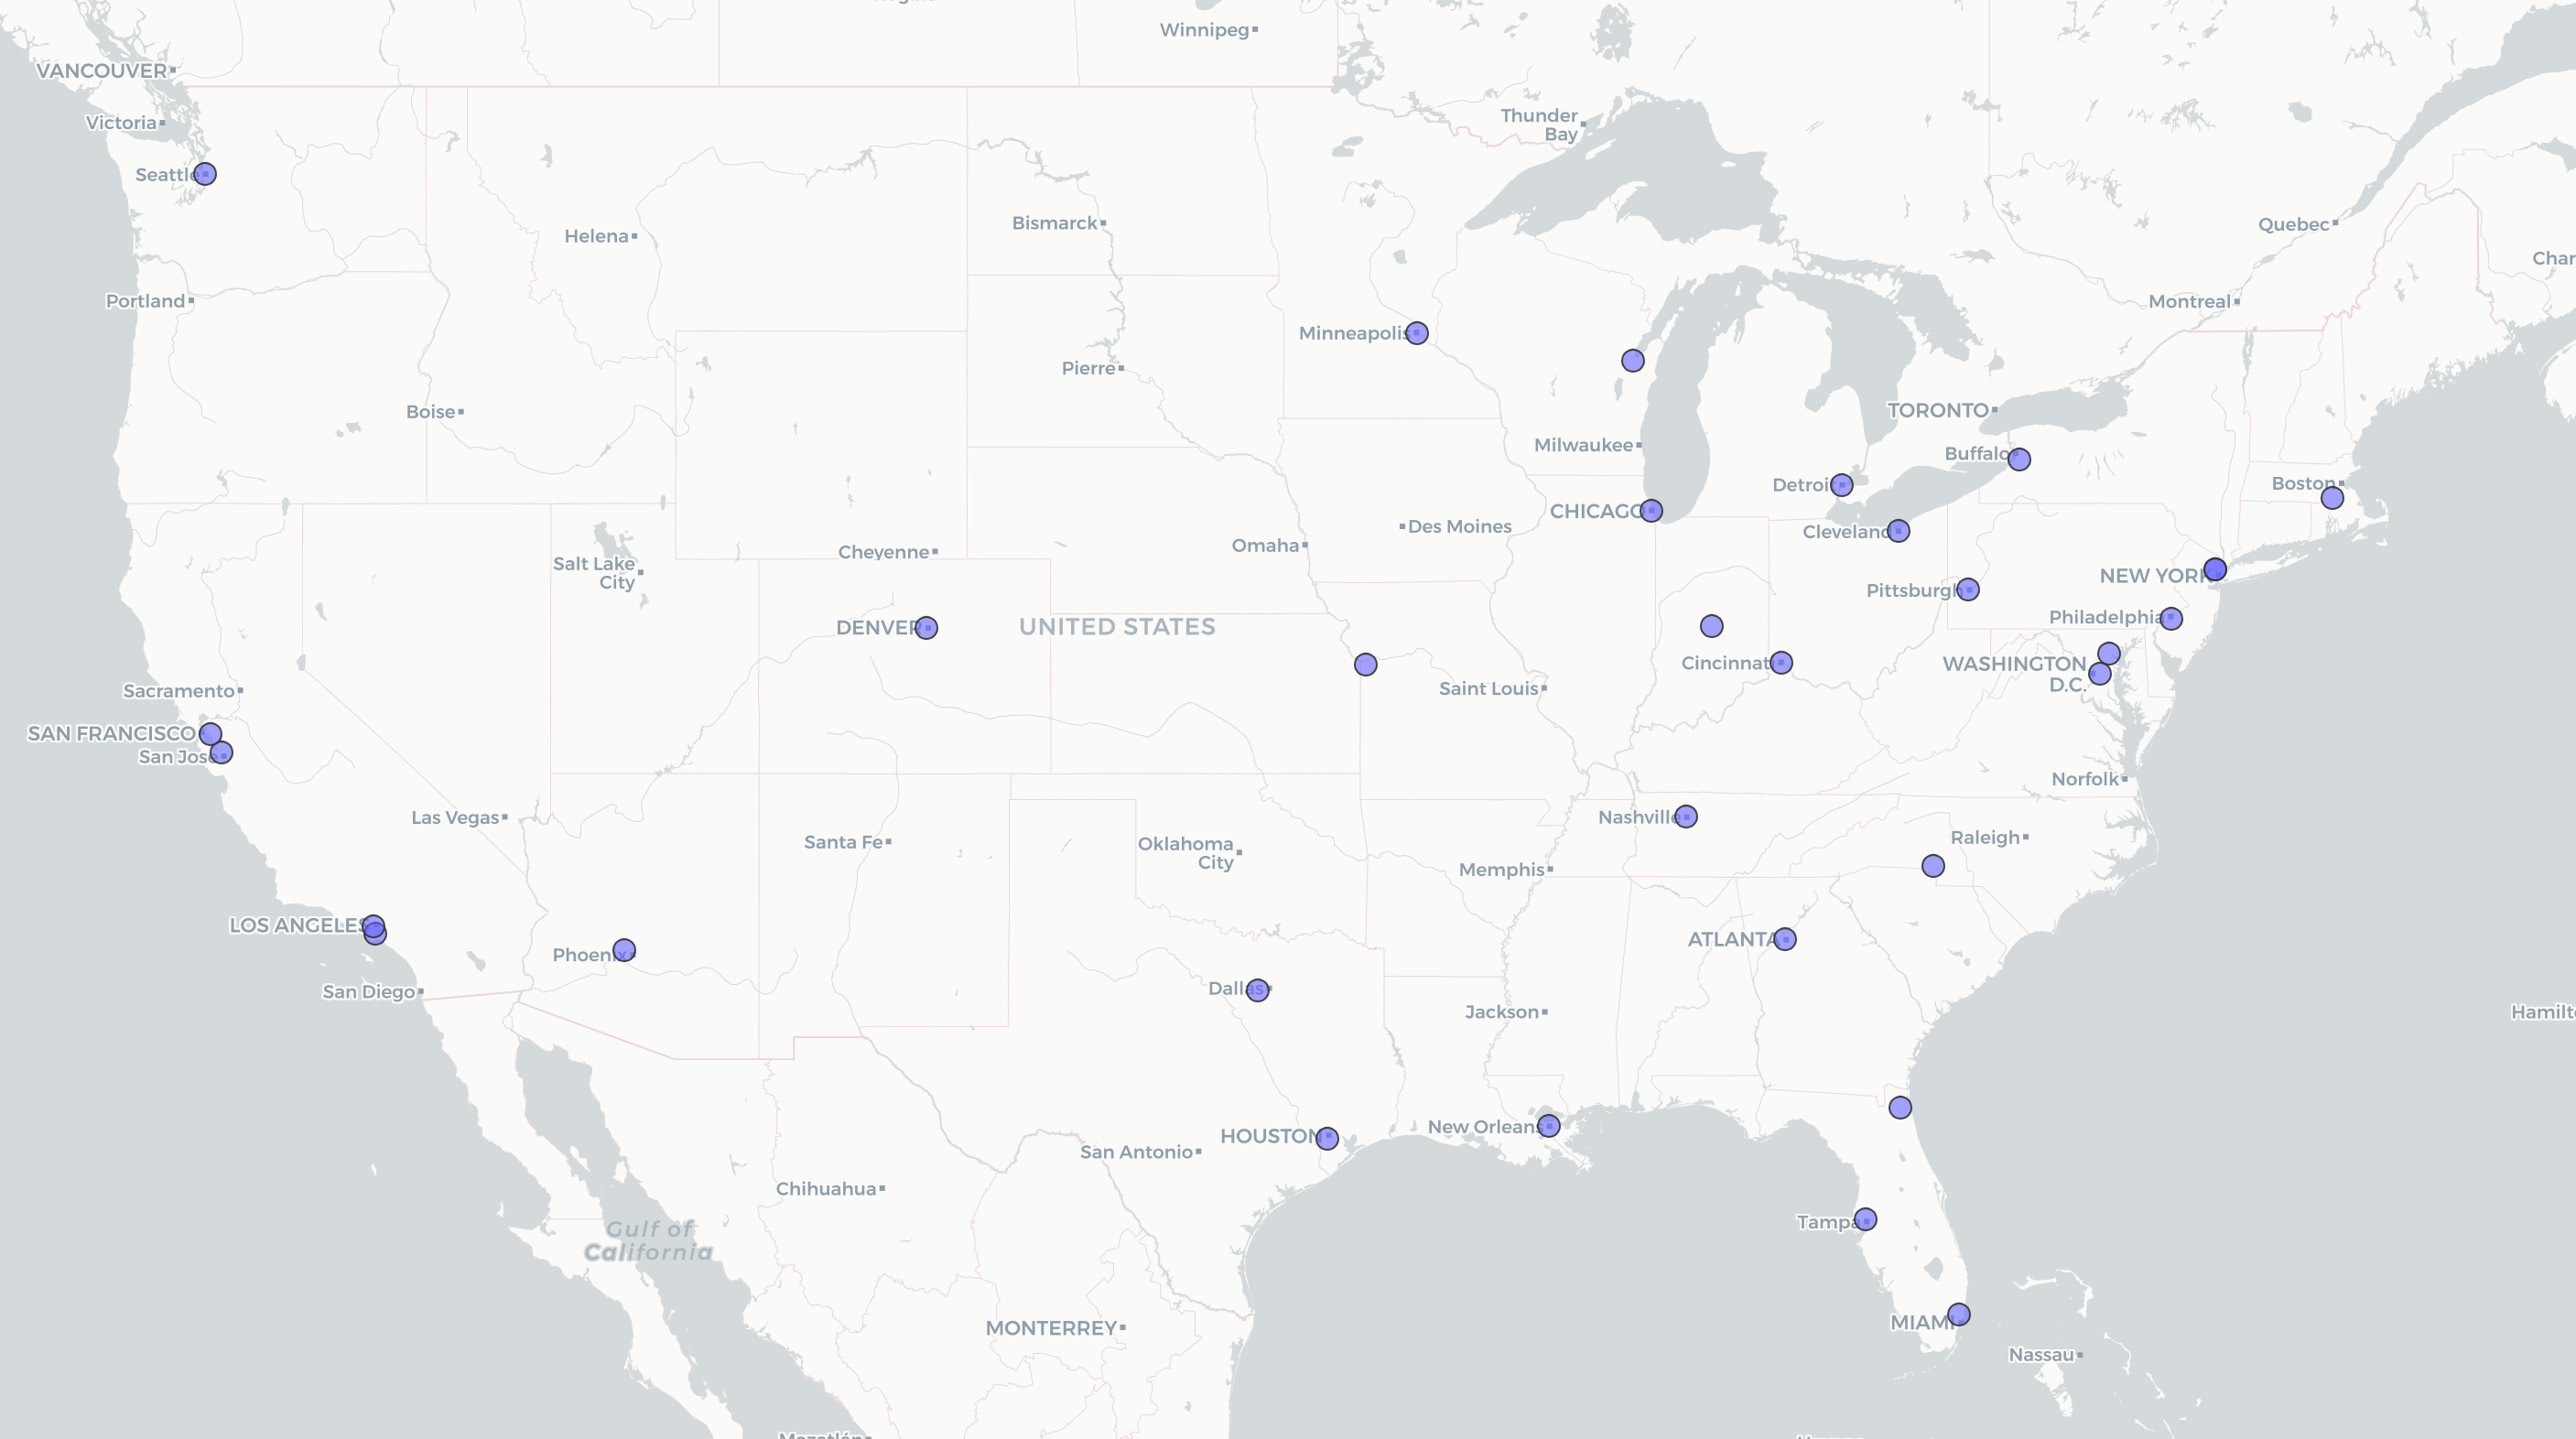 Winnipeg
VANCOUVER
Thunder
Bay
Victoria
Seattle
Bismarck
Quebec
Helena
Char
Portland
Montreal
Minneapolis
Pierre
Boise
TORONTO
Milwaukee
Buffalo
Detroit
Boston
CHICAGO
Des Moines
Cleveland
Omaha
Cheyenne
Salt Lake
City
NEW YORK
Pittsburgh
Philadelphia
DENVER
UNITED STATES
Cincinnati
WASHINGTON
D.C.
Sacramento
Saint Louis
SAN FRANCISCO
San Jose
Norfolk
Las Vegas
Nashville
Raleigh
Santa Fe
Oklahoma
City
Memphis
LOS ANGELES
ATLANTA
Phoenix
Dallas
San Diego
Jackson
Hamilt
New Orleans
HOUSTON
San Antonio
Chihuahua
Tampa
Gulf of
California
MIAMI
MONTERREY
Nassau
Mazatlán